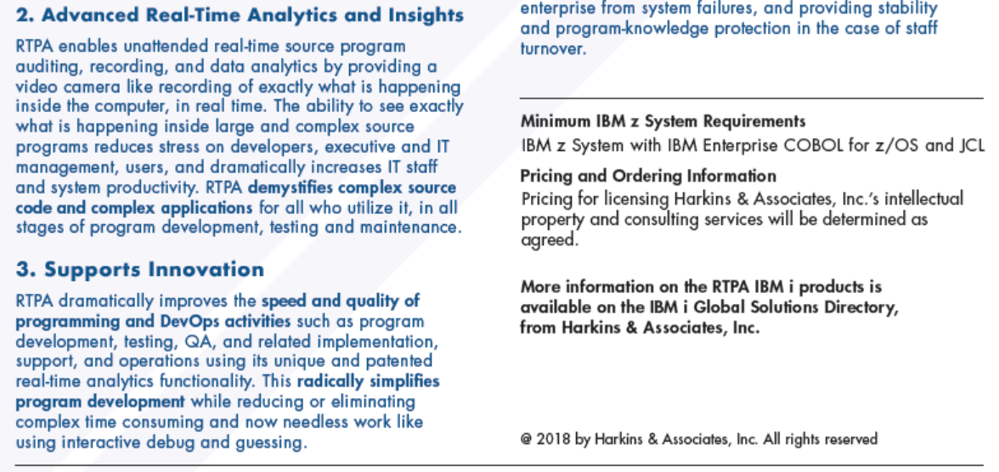 2. Advanced Real-Time Analytics and Insights
RTPA enables unattended real-time source program
auditing, recording, and data analytics by providing a
video camera like recording of exactly what is happening
inside the computer, in real time. The ability to see exactly
what is happening inside large and complex source
programs reduces stress on developers, executive and IT
management, users, and dramatically increases IT staff
and system productivity. RTPA demystifies complex source
code and complex applications for all who utilize it, in all
stages of program development, testing and maintenance.
3. Supports Innovation
RTPA dramatically improves the speed and quality of
programming and DevOps activities such as program
development, testing, QA, and related implementation,
support, and operations using its unique and patented
real-time analytics functionality. This radically simplifies
program development while reducing or eliminating
complex time consuming and now needless work like
using interactive debug and guessing.
enterprise from system failures, and providing stability
and program-knowledge protection in the case of staff
turnover.
Minimum IBM z System Requirements
IBM z System with IBM Enterprise COBOL for z/OS and JCL
Pricing and Ordering Information
Pricing for licensing Harkins & Associates, Inc.'s intellectual
property and consulting services will be determined as
agreed.
More information on the RTPA IBM i products is
available on the IBM i Global Solutions Directory,
from Harkins & Associates, Inc.
@ 2018 by Harkins & Associates, Inc. All rights reserved